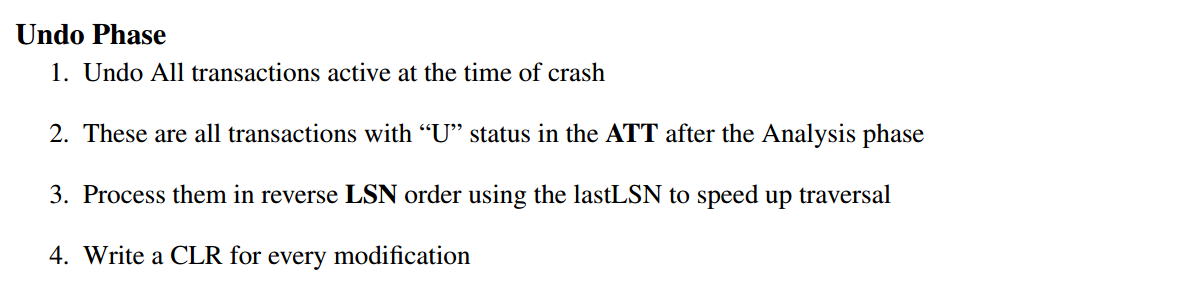 Undo Phase
1. Undo All transactions active at the time of crash
2. These are all transactions with “U” status in the ATT after the Analysis phase
3. Process them in reverse LSN order using the lastLSN to speed up traversal
4. Write a CLR for every modification